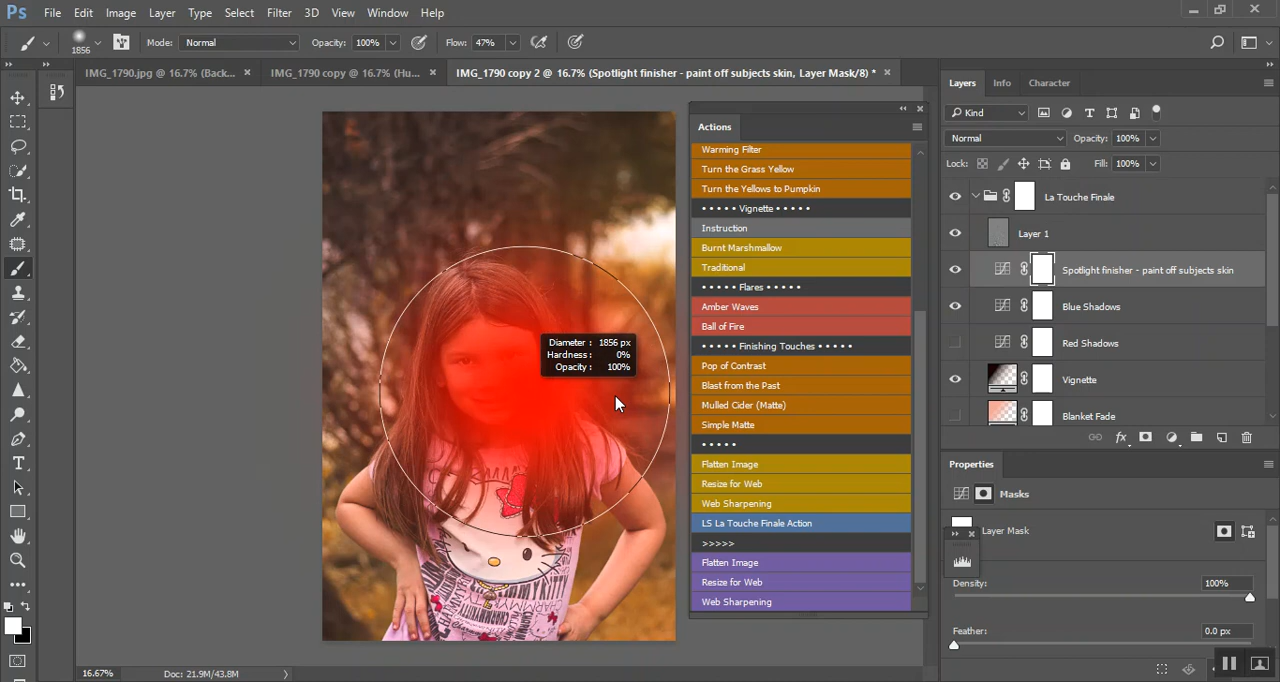 Ps File Edit Image Layer Type Select Filter 3D View Window Help
1856 Mode: Normal Opacity: 100% Flow: 47%
IMG_1790.jpg @ 16.7% (Back... × IMG_1790 copy @ 16.7% (Hu... × IMG_1790 copy 2 @ 16.7% (Spotlight finisher - paint off subjects skin, Layer Mask/8) * ×
Diameter : 1856 px
Hardness : 0%
Opacity : 100%
CHARMMY
16.67% Doc: 21.9M/43.8M
Actions
Warming Filter
Turn the Grass Yellow
Turn the Yellows to Pumpkin
• • • • • Vignette • • • • •
Instruction
Burnt Marshmallow
Traditional
• • • • • Flares • • • • •
Amber Waves
Ball of Fire
• • • • • Finishing Touches • • • • •
Pop of Contrast
Blast from the Past
Mulled Cider (Matte)
Simple Matte
• • • • •
Flatten Image
Resize for Web
Web Sharpening
LS La Touche Finale Action
>>>>>
Flatten Image
Resize for Web
Web Sharpening
Layers Info Character
Kind
Normal Opacity: 100%
Lock: Fill: 100%
La Touche Finale
Layer 1
Spotlight finisher - paint off subjects skin
Blue Shadows
Red Shadows
Vignette
Blanket Fade
fx
Properties
Masks
Layer Mask
Density: 100%
Feather: 0.0 px